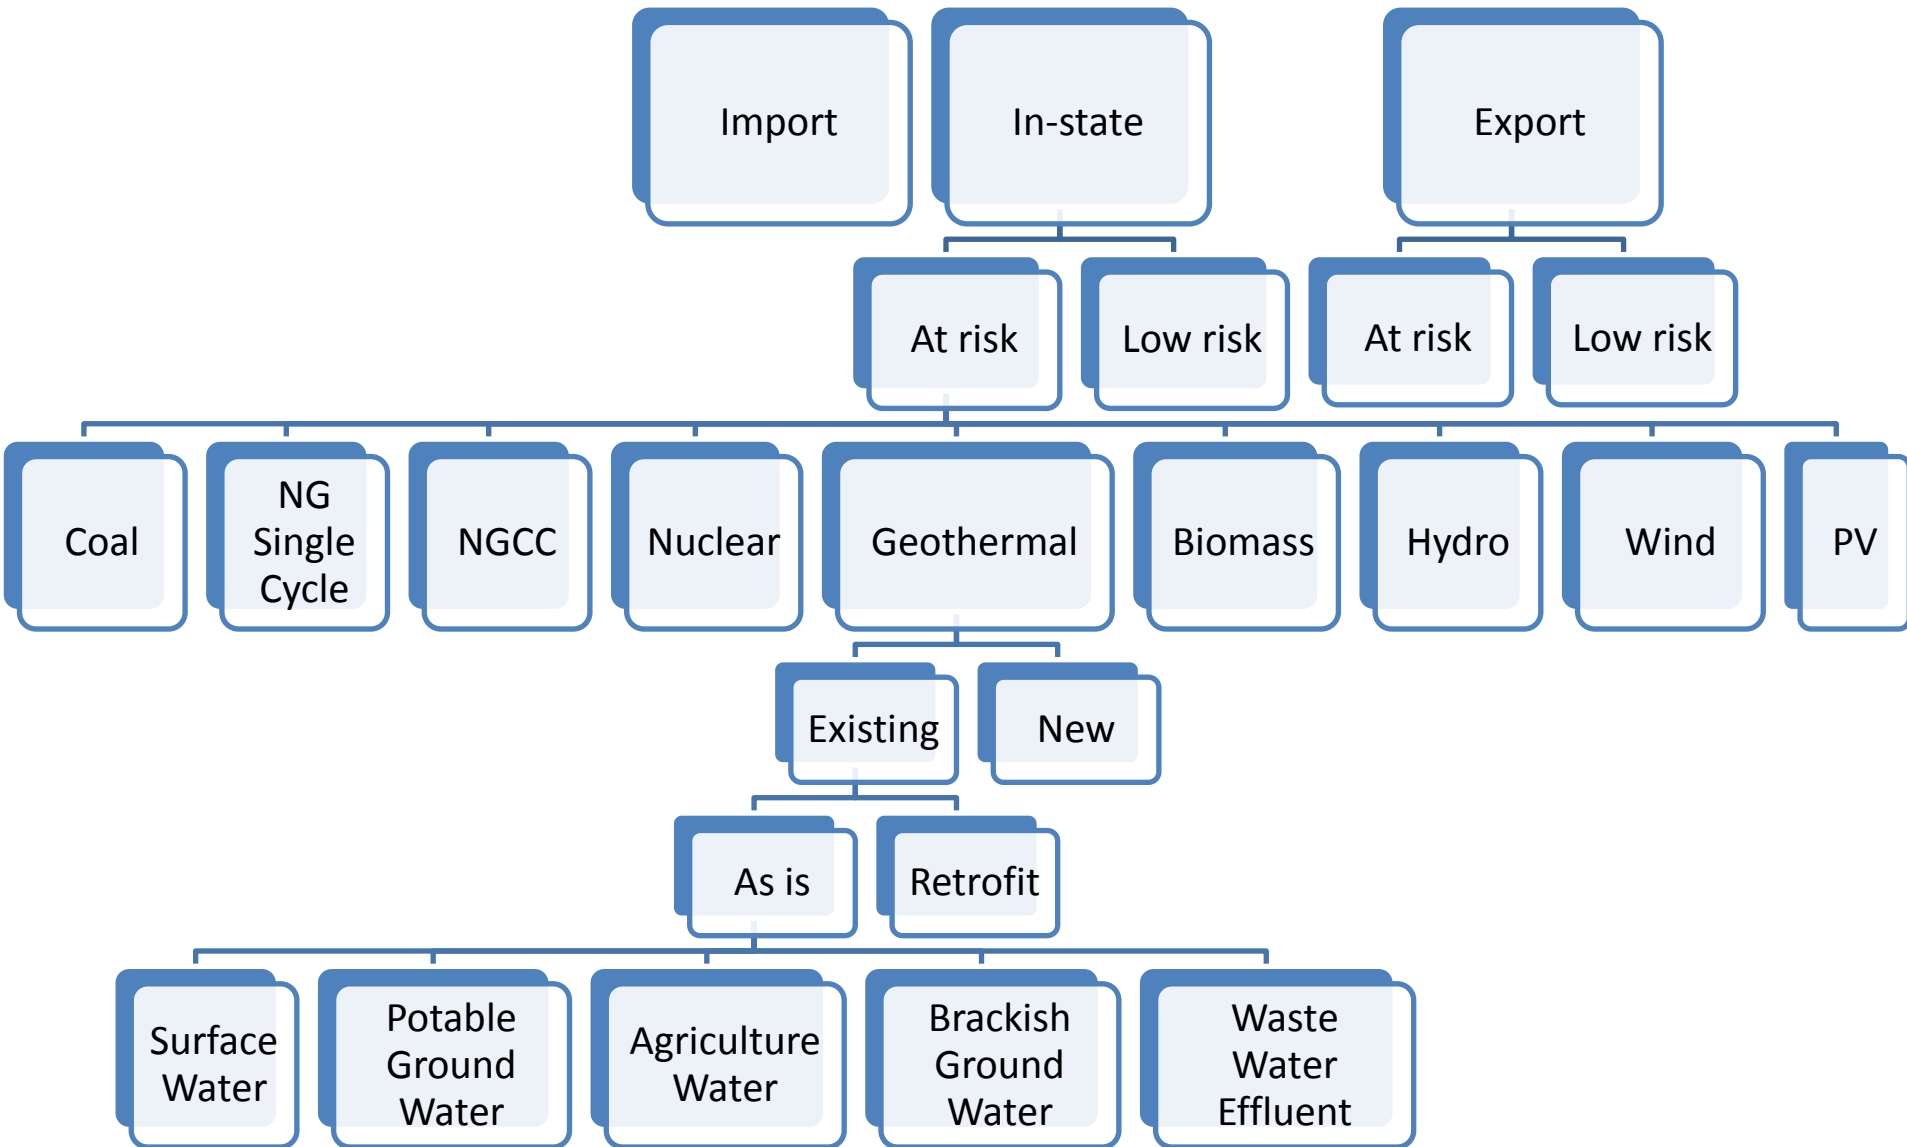 Import
In-state
Export
At risk
Low risk
At risk
Low risk
Coal
NG
Single
Cycle
NGCC
Nuclear
Geothermal
Biomass
Hydro
Wind
PV
Existing
New
As is
Retrofit
Surface
Water
Potable
Ground
Water
Agriculture
Water
Brackish
Ground
Water
Waste
Water
Effluent